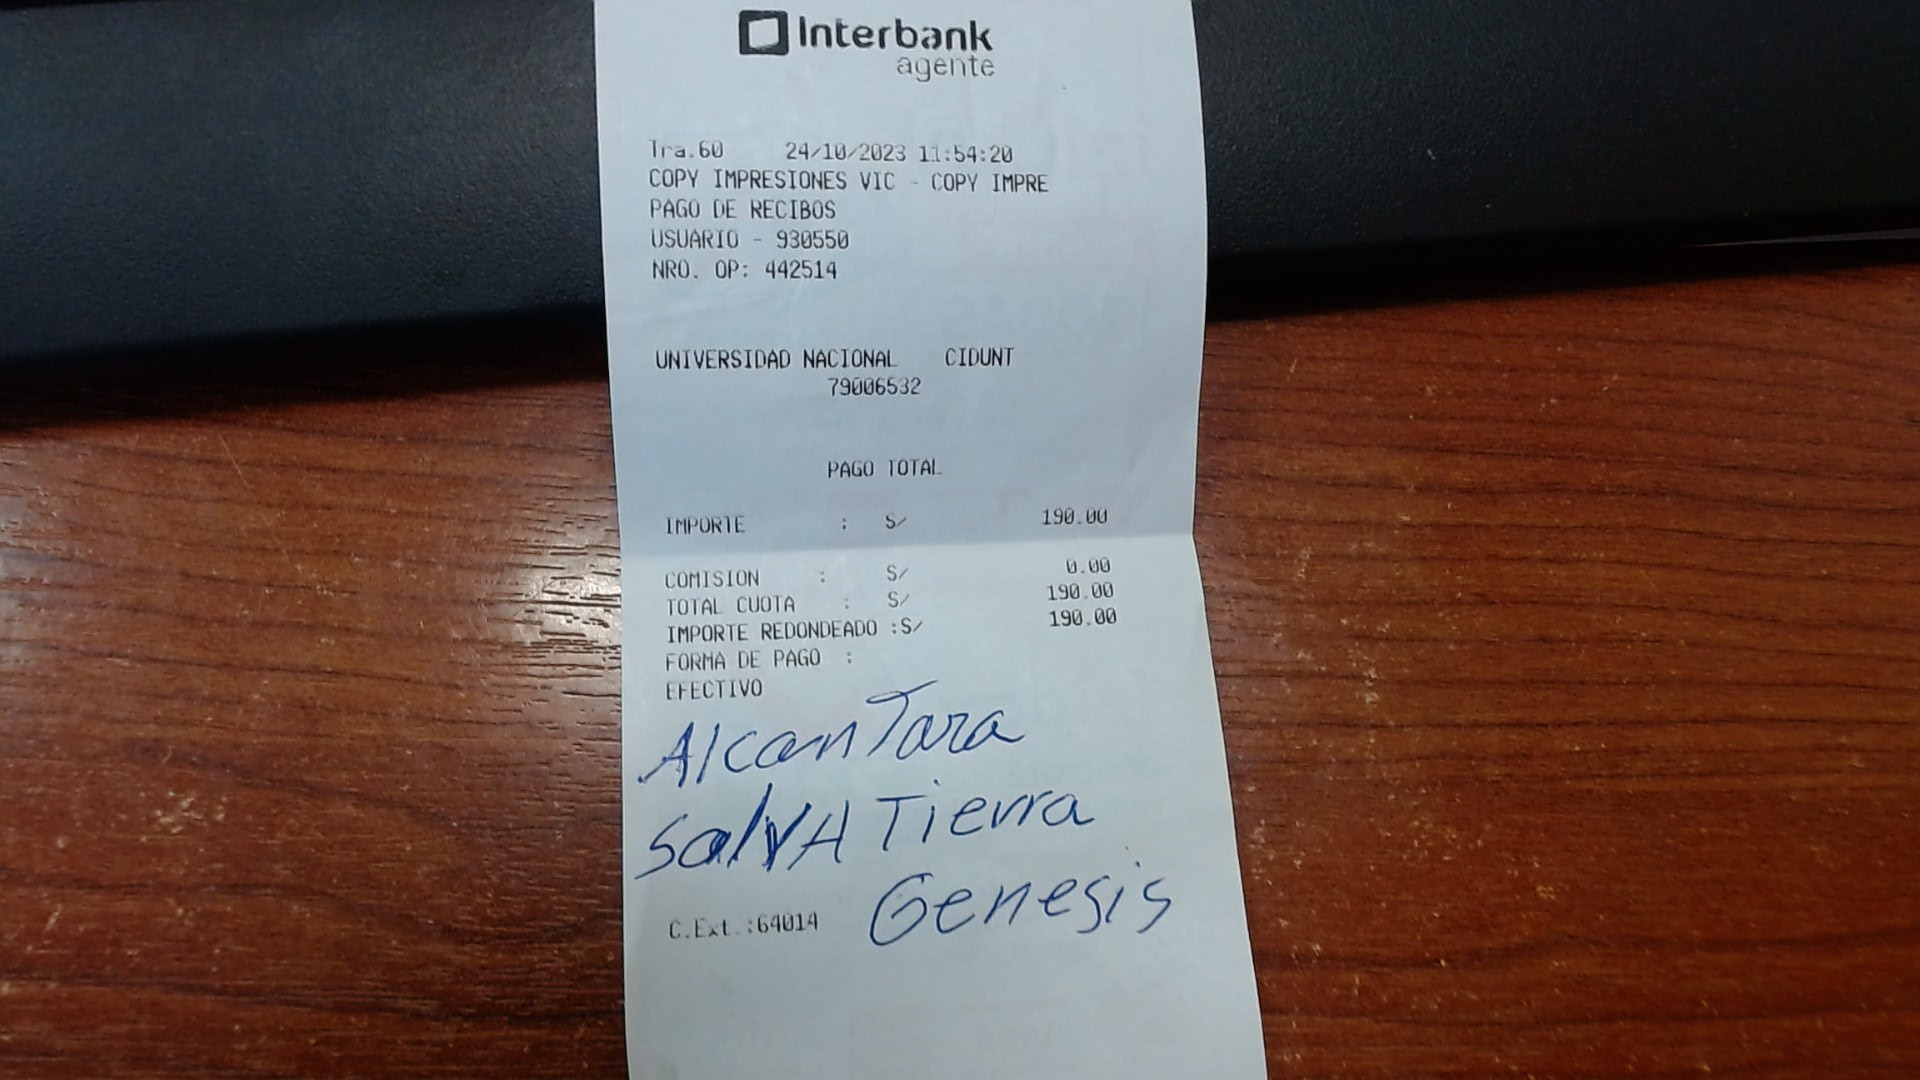 Interbank
agente
Tra.60 24/10/2023 11:54:20
COPY IMPRESIONES VIC - COPY IMPRE
PAGO DE RECIBOS
USUARIO - 930550
NRO. OP: 442514
UNIVERSIDAD NACIONAL CIDUNT
79006532
PAGO TOTAL
IMPORTE : S/ 190.00
COMISION : S/ 0.00
TOTAL CUOTA : S/ 190.00
IMPORTE REDONDEADO :S/ 190.00
FORMA DE PAGO :
EFECTIVO
AlcanTara
SalVATierra
Genesis
C.Ext.:64014